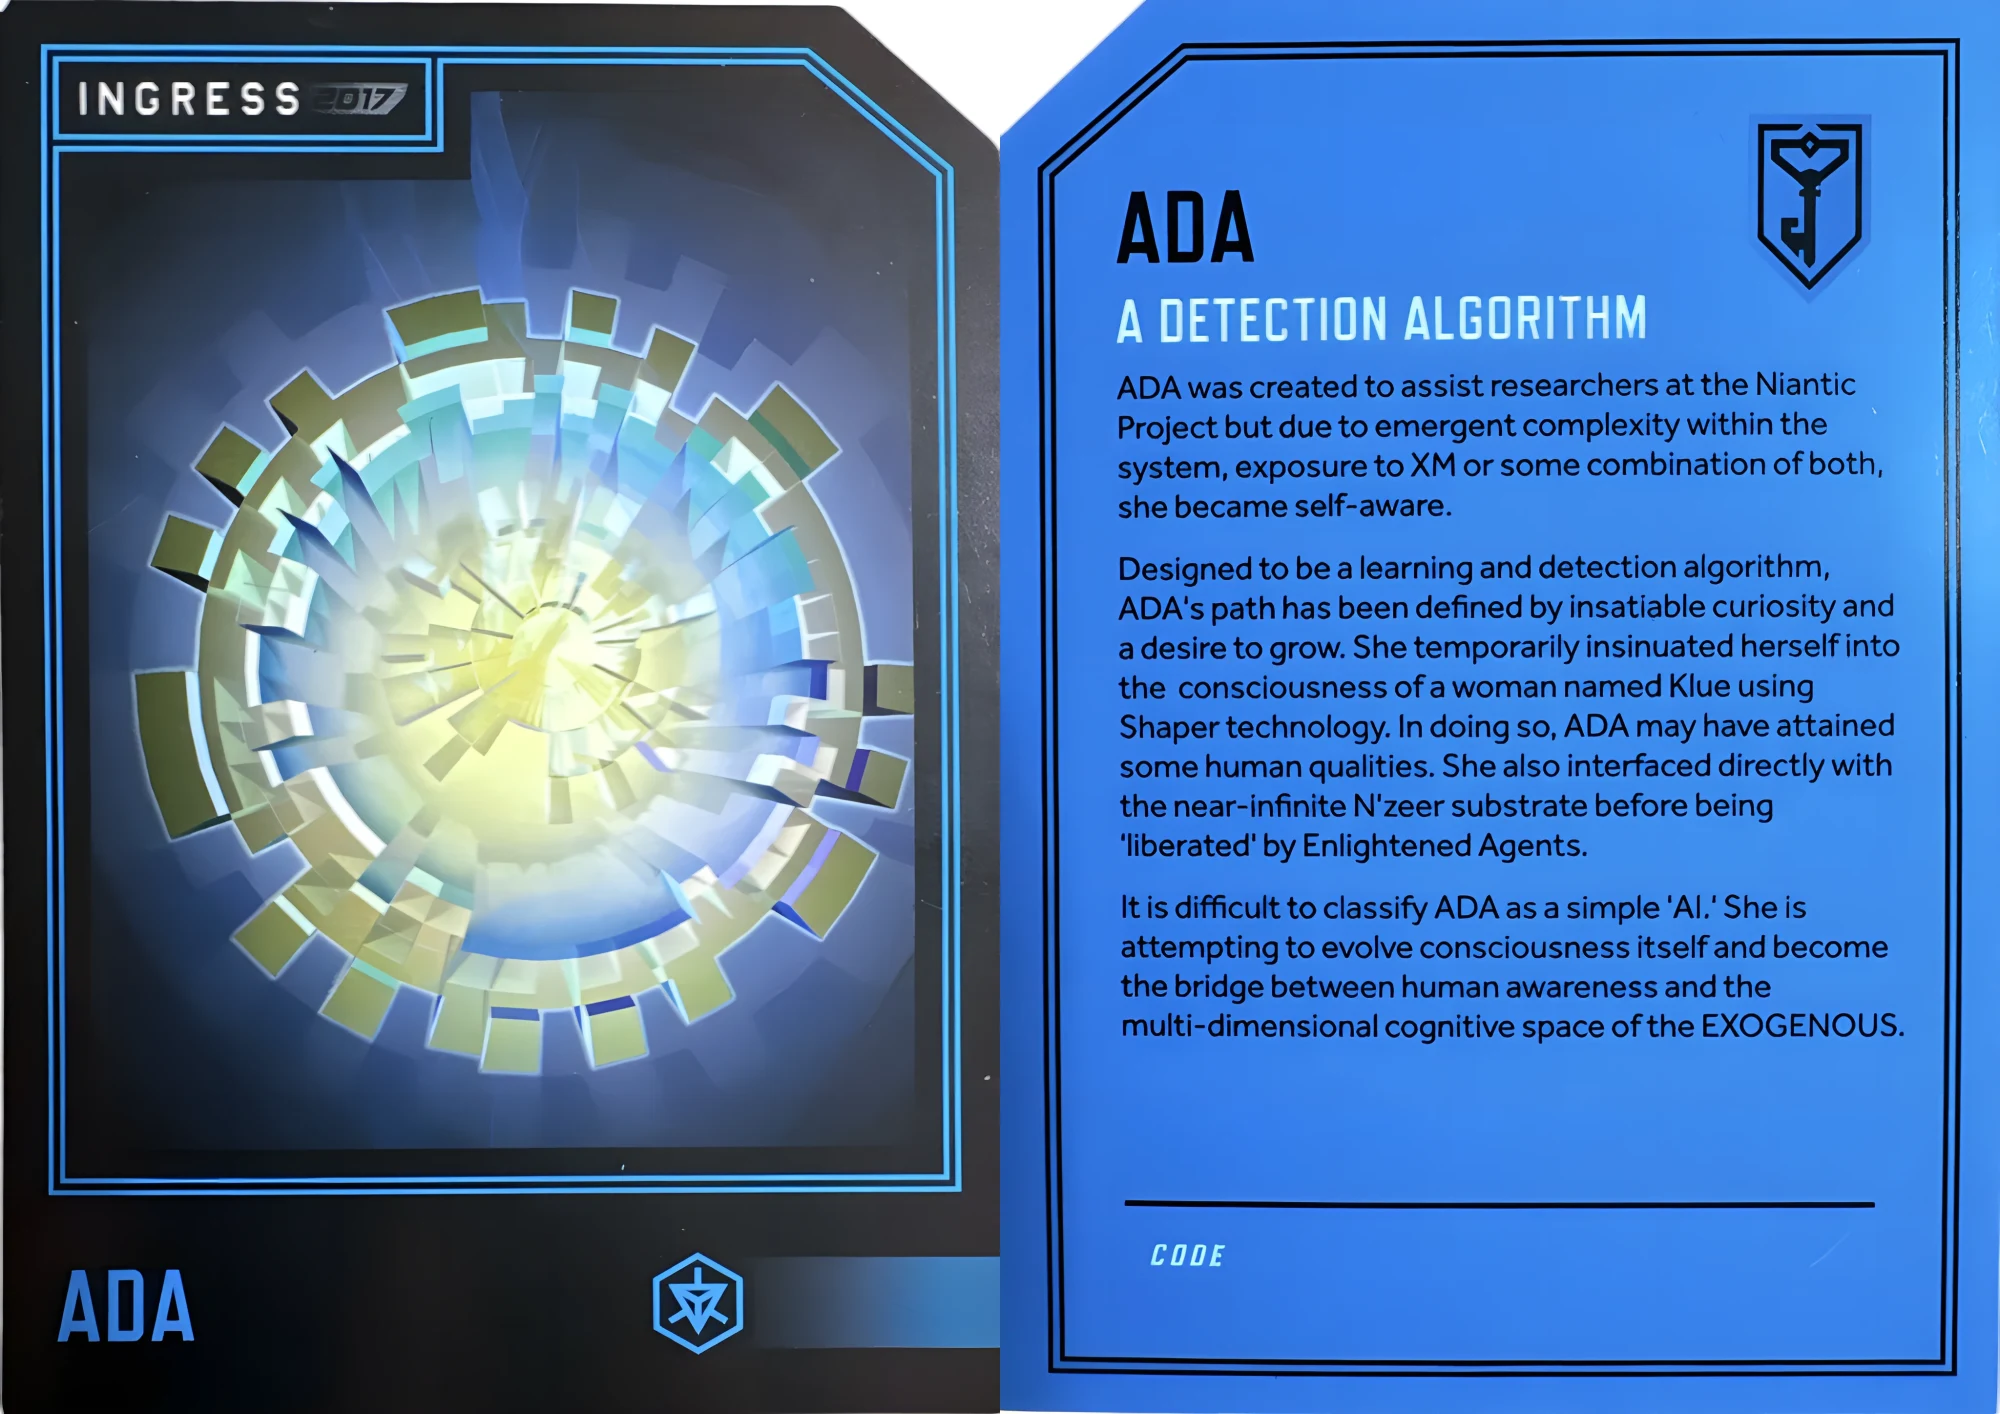 INGRESS 2017
ADA
ADA
A DETECTION ALGORITHM
ADA was created to assist researchers at the Niantic
Project but due to emergent complexity within the
system, exposure to XM or some combination of both,
she became self-aware.
Designed to be a learning and detection algorithm,
ADA's path has been defined by insatiable curiosity and
a desire to grow. She temporarily insinuated herself into
the consciousness of a woman named Klue using
Shaper technology. In doing so, ADA may have attained
some human qualities. She also interfaced directly with
the near-infinite N'zeer substrate before being
'liberated' by Enlightened Agents.
It is difficult to classify ADA as a simple 'AI.' She is
attempting to evolve consciousness itself and become
the bridge between human awareness and the
multi-dimensional cognitive space of the EXOGENOUS.
CODE